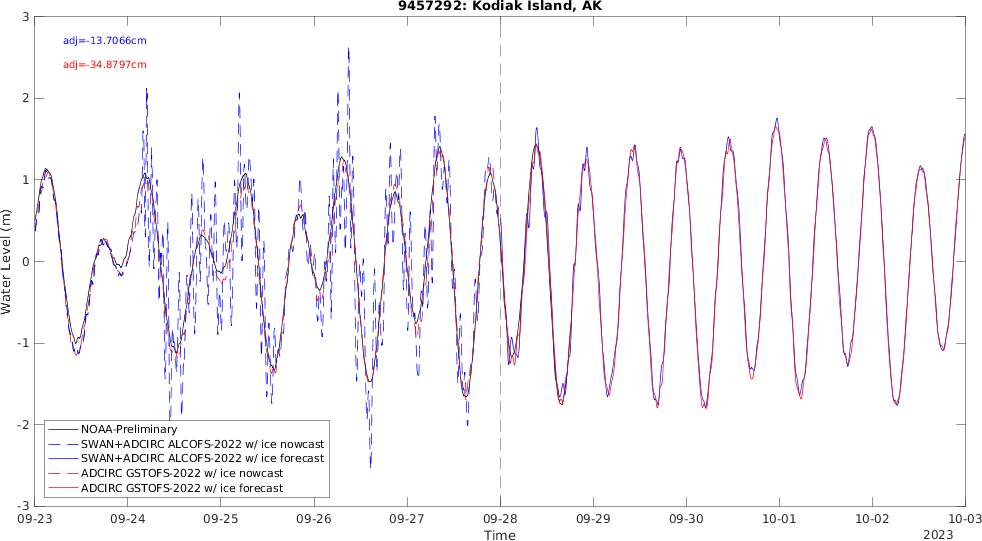 9457292: Kodiak Island, AK
adj=-13.7066cm
adj=-34.8797cm
3
2
1
0
-1
-2
-3
Water Level (m)
NOAA-Preliminary
SWAN+ADCIRC ALCOFS-2022 w/ ice nowcast
SWAN+ADCIRC ALCOFS-2022 w/ ice forecast
ADCIRC GSTOFS-2022 w/ ice nowcast
ADCIRC GSTOFS-2022 w/ ice forecast
09-23 09-24 09-25 09-26 09-27 09-28 09-29 09-30 10-01 10-02 10-03
Time
2023